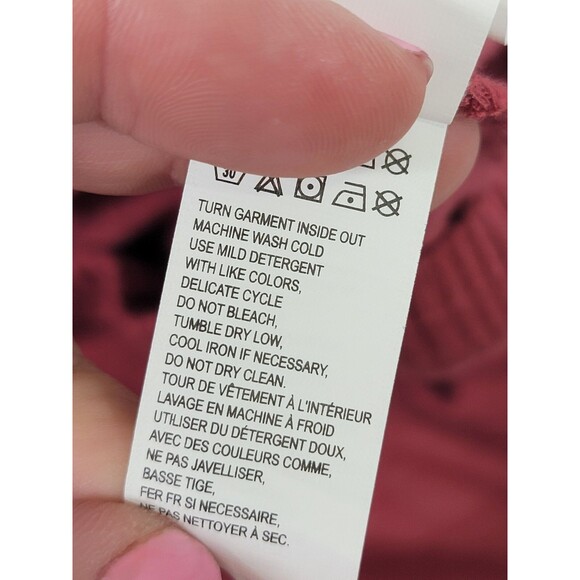 30
TURN GARMENT INSIDE OUT
MACHINE WASH COLD
USE MILD DETERGENT
WITH LIKE COLORS,
DELICATE CYCLE
DO NOT BLEACH,
TUMBLE DRY LOW,
COOL IRON IF NECESSARY,
DO NOT DRY CLEAN.
TOUR DE VÊTEMENT À L'INTÉRIEUR
LAVAGE EN MACHINE À FROID
UTILISER DU DÉTERGENT DOUX,
AVEC DES COULEURS COMME,
NE PAS JAVELLISER,
BASSE TIGE,
FER FR SI NECESSAIRE,
NE PAS NETTOYER À SEC.